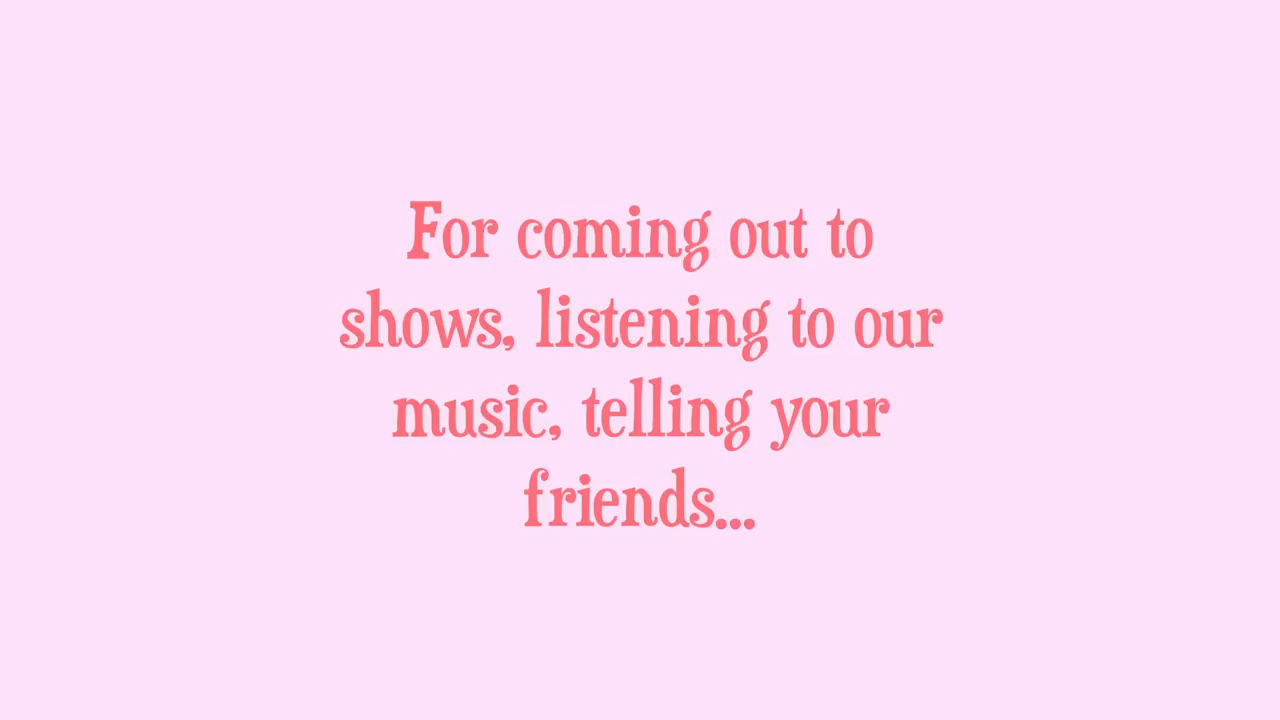 For coming out to
shows, listening to our
music, telling your
friends...